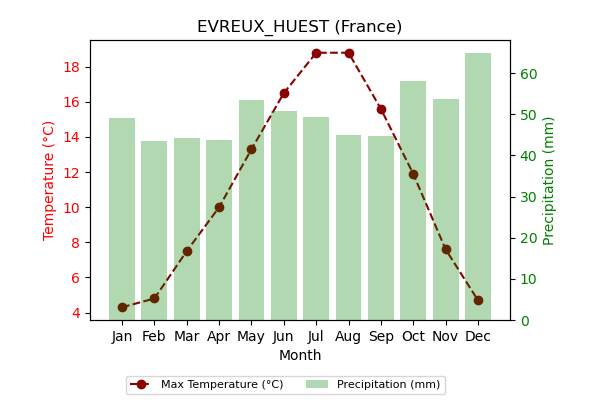 EVREUX_HUEST (France)
18
16
14
12
10
8
6
4
Temperature (°C)
60
50
40
30
20
10
0
Precipitation (mm)
Jan Feb Mar Apr May Jun Jul Aug Sep Oct Nov Dec
Month
Max Temperature (°C) Precipitation (mm)